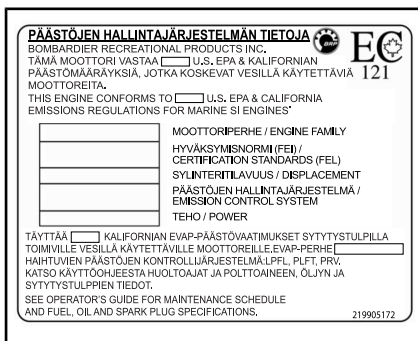 PÄÄSTÖJEN HALLINTAJÄRJESTELMÄN TIETOJA
BRP
EC
121
BOMBARDIER RECREATIONAL PRODUCTS INC.
TÄMÄ MOOTTORI VASTAA U.S. EPA & KALIFORNIAN
PÄÄSTÖMÄÄRÄYKSIÄ, JOTKA KOSKEVAT VESILLÄ KÄYTETTÄVIÄ
MOOTTOREITA.
THIS ENGINE CONFORMS TO U.S. EPA & CALIFORNIA
EMISSIONS REGULATIONS FOR MARINE SI ENGINES*
MOOTTORIPERHE / ENGINE FAMILY
HYVÄKSYMISNORMI (FEI) /
CERTIFICATION STANDARDS (FEL)
SYLINTERITILAVUUS / DISPLACEMENT
PÄÄSTÖJEN HALLINTAJÄRJESTELMÄ /
EMISSION CONTROL SYSTEM
TEHO / POWER
TÄYTTÄÄ KALIFORNIAN EVAP-PÄÄSTÖVAATIMUKSET SYTYTYSTULPILLA
TOIMIVILLE VESILLÄ KÄYTETTÄVILLE MOOTTOREILLE.EVAP-PERHE
HAIHTUVIEN PÄÄSTÖJEN KONTROLLIJÄRJESTELMÄ:LPFL, PLFT, PRV.
KATSO KÄYTTÖOHJEESTA HUOLTOAJAT JA POLTTOAINEEN, ÖLJYN JA
SYTYTYSTULPPIEN TIEDOT.
SEE OPERATOR'S GUIDE FOR MAINTENANCE SCHEDULE
AND FUEL, OIL AND SPARK PLUG SPECIFICATIONS.
219905172